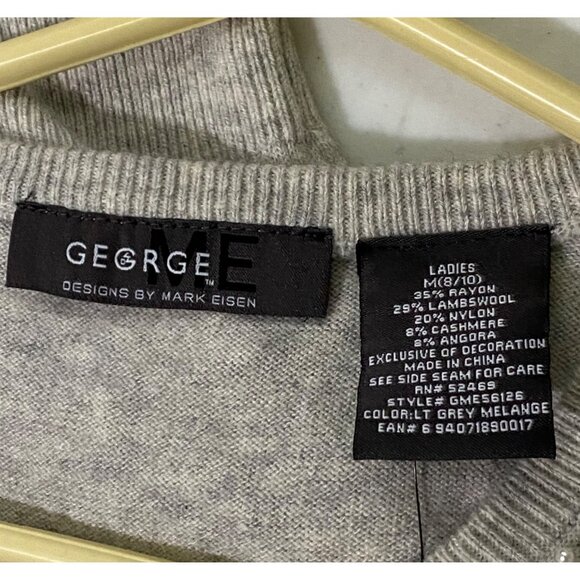 GEORGE™
ME
DESIGNS BY MARK EISEN
LADIES
M(8/10)
35% RAYON
29% LAMBSWOOL
20% NYLON
8% CASHMERE
8% ANGORA
EXCLUSIVE OF DECORATION
MADE IN CHINA
SEE SIDE SEAM FOR CARE
RN# 52469
STYLE# GME56126
COLOR:LT GREY MELANGE
EAN# 6 94071890017